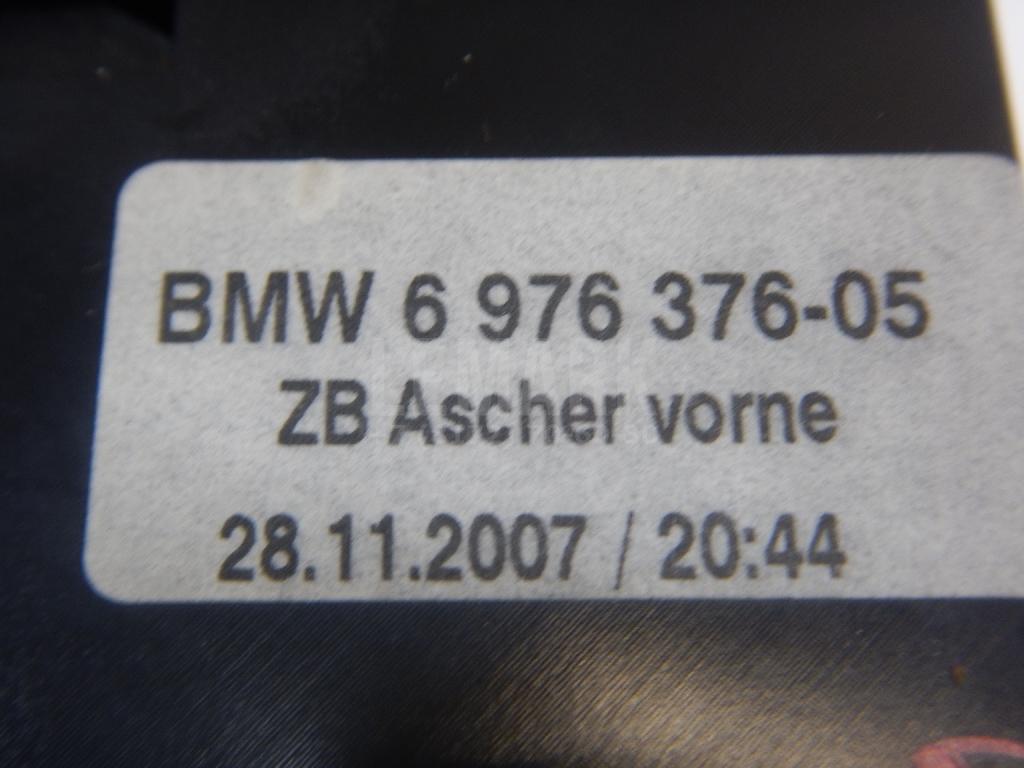 BMW 6 976 376-05
ZB Ascher vorne
28.11.2007 / 20:44